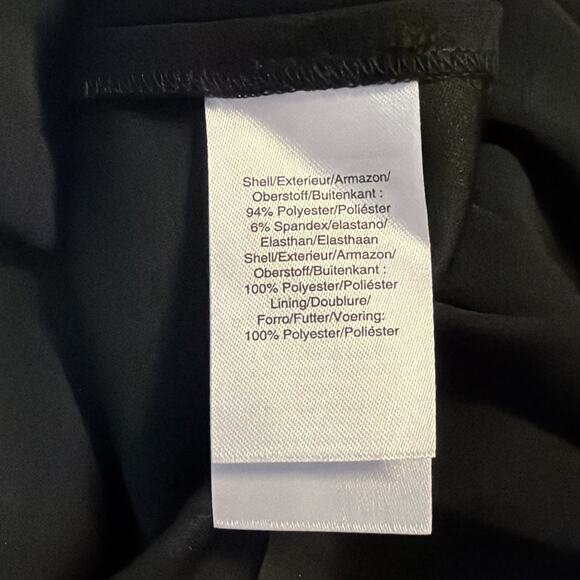 Shell/Exterieur/Armazon/
Oberstoff/Buitenkant :
94% Polyester/Poliéster
6% Spandex/elastano/
Elasthan/Elasthaan
Shell/Exterieur/Armazon/
Oberstoff/Buitenkant :
100% Polyester/Poliéster
Lining/Doublure/
Forro/Futter/Voering:
100% Polyester/Poliéster